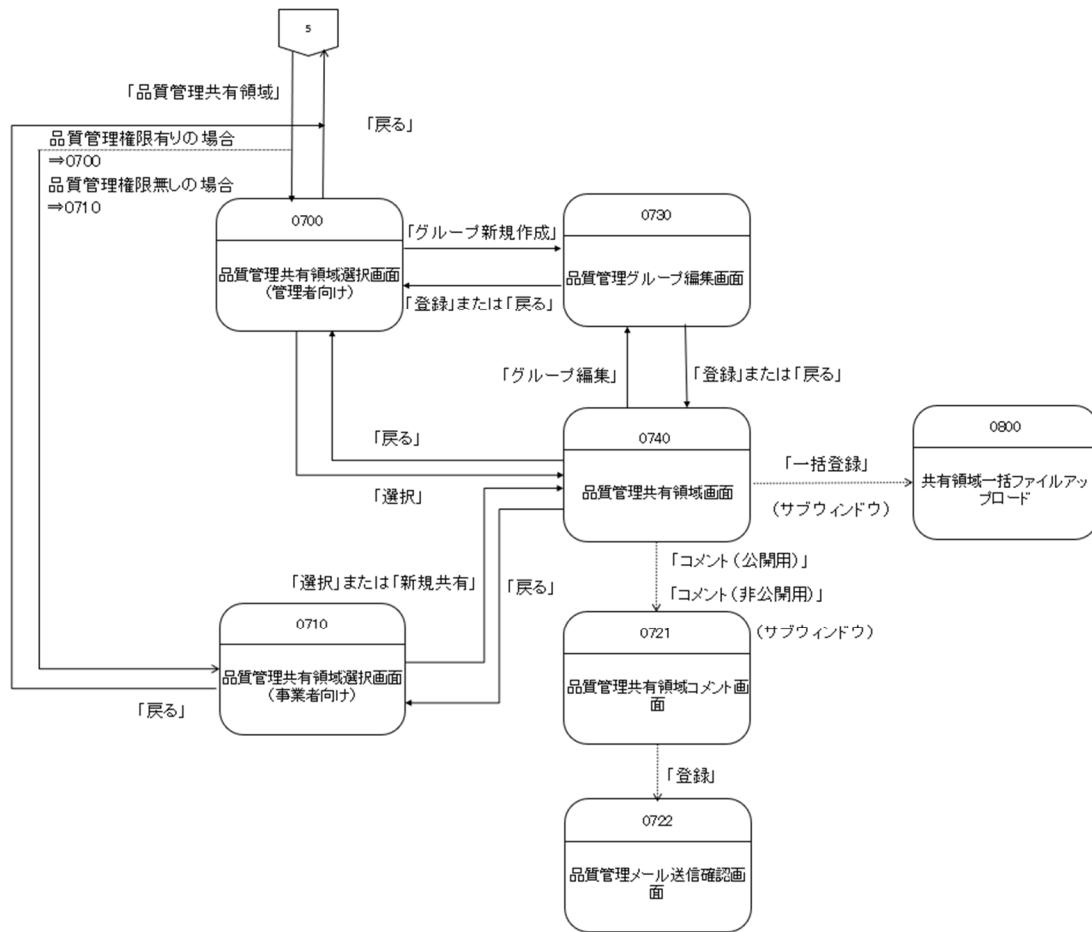 5
「品質管理共有領域」
「戻る」
品質管理権限有りの場合
⇒0700
品質管理権限無しの場合
⇒0710
0700
品質管理共有領域選択画面
(管理者向け)
「グループ新規作成」
「登録」または「戻る」
0730
品質管理グループ編集画面
「グループ編集」
「登録」または「戻る」
「戻る」
「選択」
0740
品質管理共有領域画面
「一括登録」
(サブウィンドウ)
0800
共有領域一括ファイルアッ
プロード
「選択」または「新規共有」
「戻る」
「コメント(公開用)」
「コメント(非公開用)」
(サブウィンドウ)
0710
品質管理共有領域選択画面
(事業者向け)
「戻る」
0721
品質管理共有領域コメント画
面
「登録」
0722
品質管理メール送信確認画
面